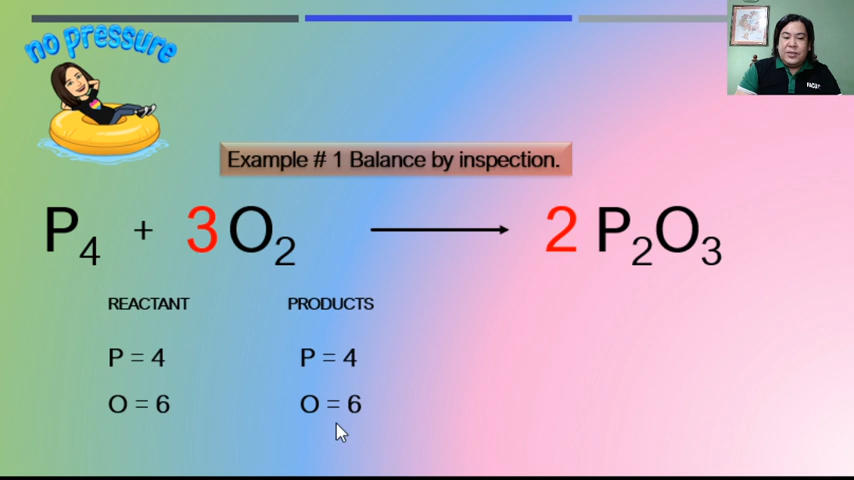 no pressure
Example # 1 Balance by inspection.
P4 + 3 O2 → 2 P2O3
REACTANT PRODUCTS
P = 4 P = 4
O = 6 O = 6